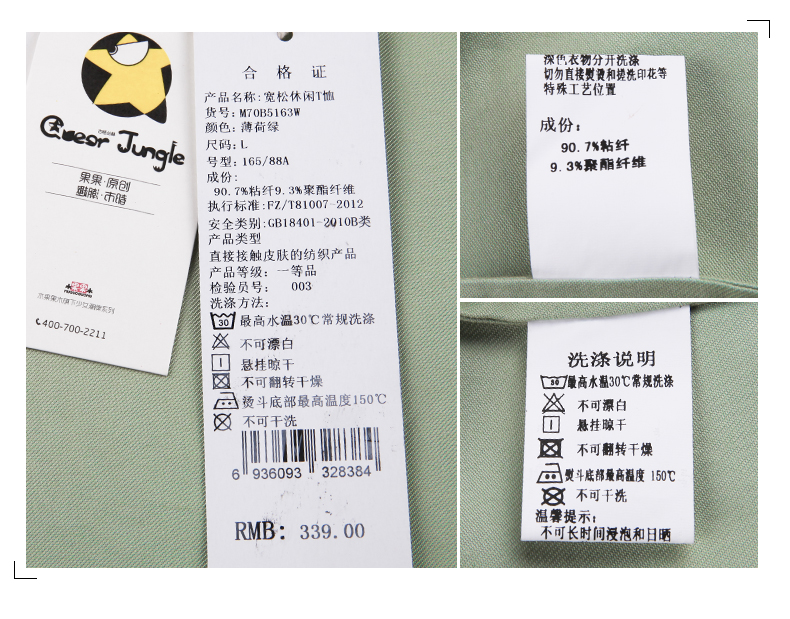 Queer Jungle
果果·原创
400-700-2211
合格证
产品名称:宽松休闲T恤
货号:M70B5163W
颜色:薄荷绿
尺码:L
号型:165/88A
成份:
90.7%粘纤9.3%聚酯纤维
执行标准:FZ/T81007-2012
安全类别:GB18401-2010B类
产品类型
直接接触皮肤的纺织产品
产品等级: 一等品
检验员号: 003
洗涤方法:
30 最高水温30℃常规洗涤
不可漂白
悬挂晾干
不可翻转干燥
熨斗底部最高温度150℃
不可干洗
6 936093 328384
RMB: 339.00
深色衣物分开洗涤
切勿直接熨烫和搓洗印花等
特殊工艺位置
成份:
90.7%粘纤
9.3%聚酯纤维
洗涤说明
30 最高水温30℃常规洗涤
不可漂白
悬挂晾干
不可翻转干燥
熨斗底部最高温度 150℃
不可干洗
温馨提示:
不可长时间浸泡和日晒